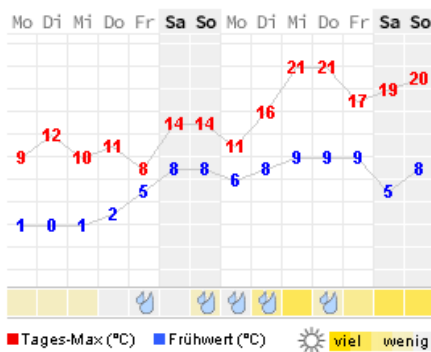 Mo Di Mi Do Fr Sa So Mo Di Mi Do Fr Sa So
9 12 10 11 8 14 14 11 16 21 21 17 19 20
1 0 1 2 5 8 8 6 8 9 9 9 5 8
Tages-Max (°C) Frühwert (°C) viel wenig